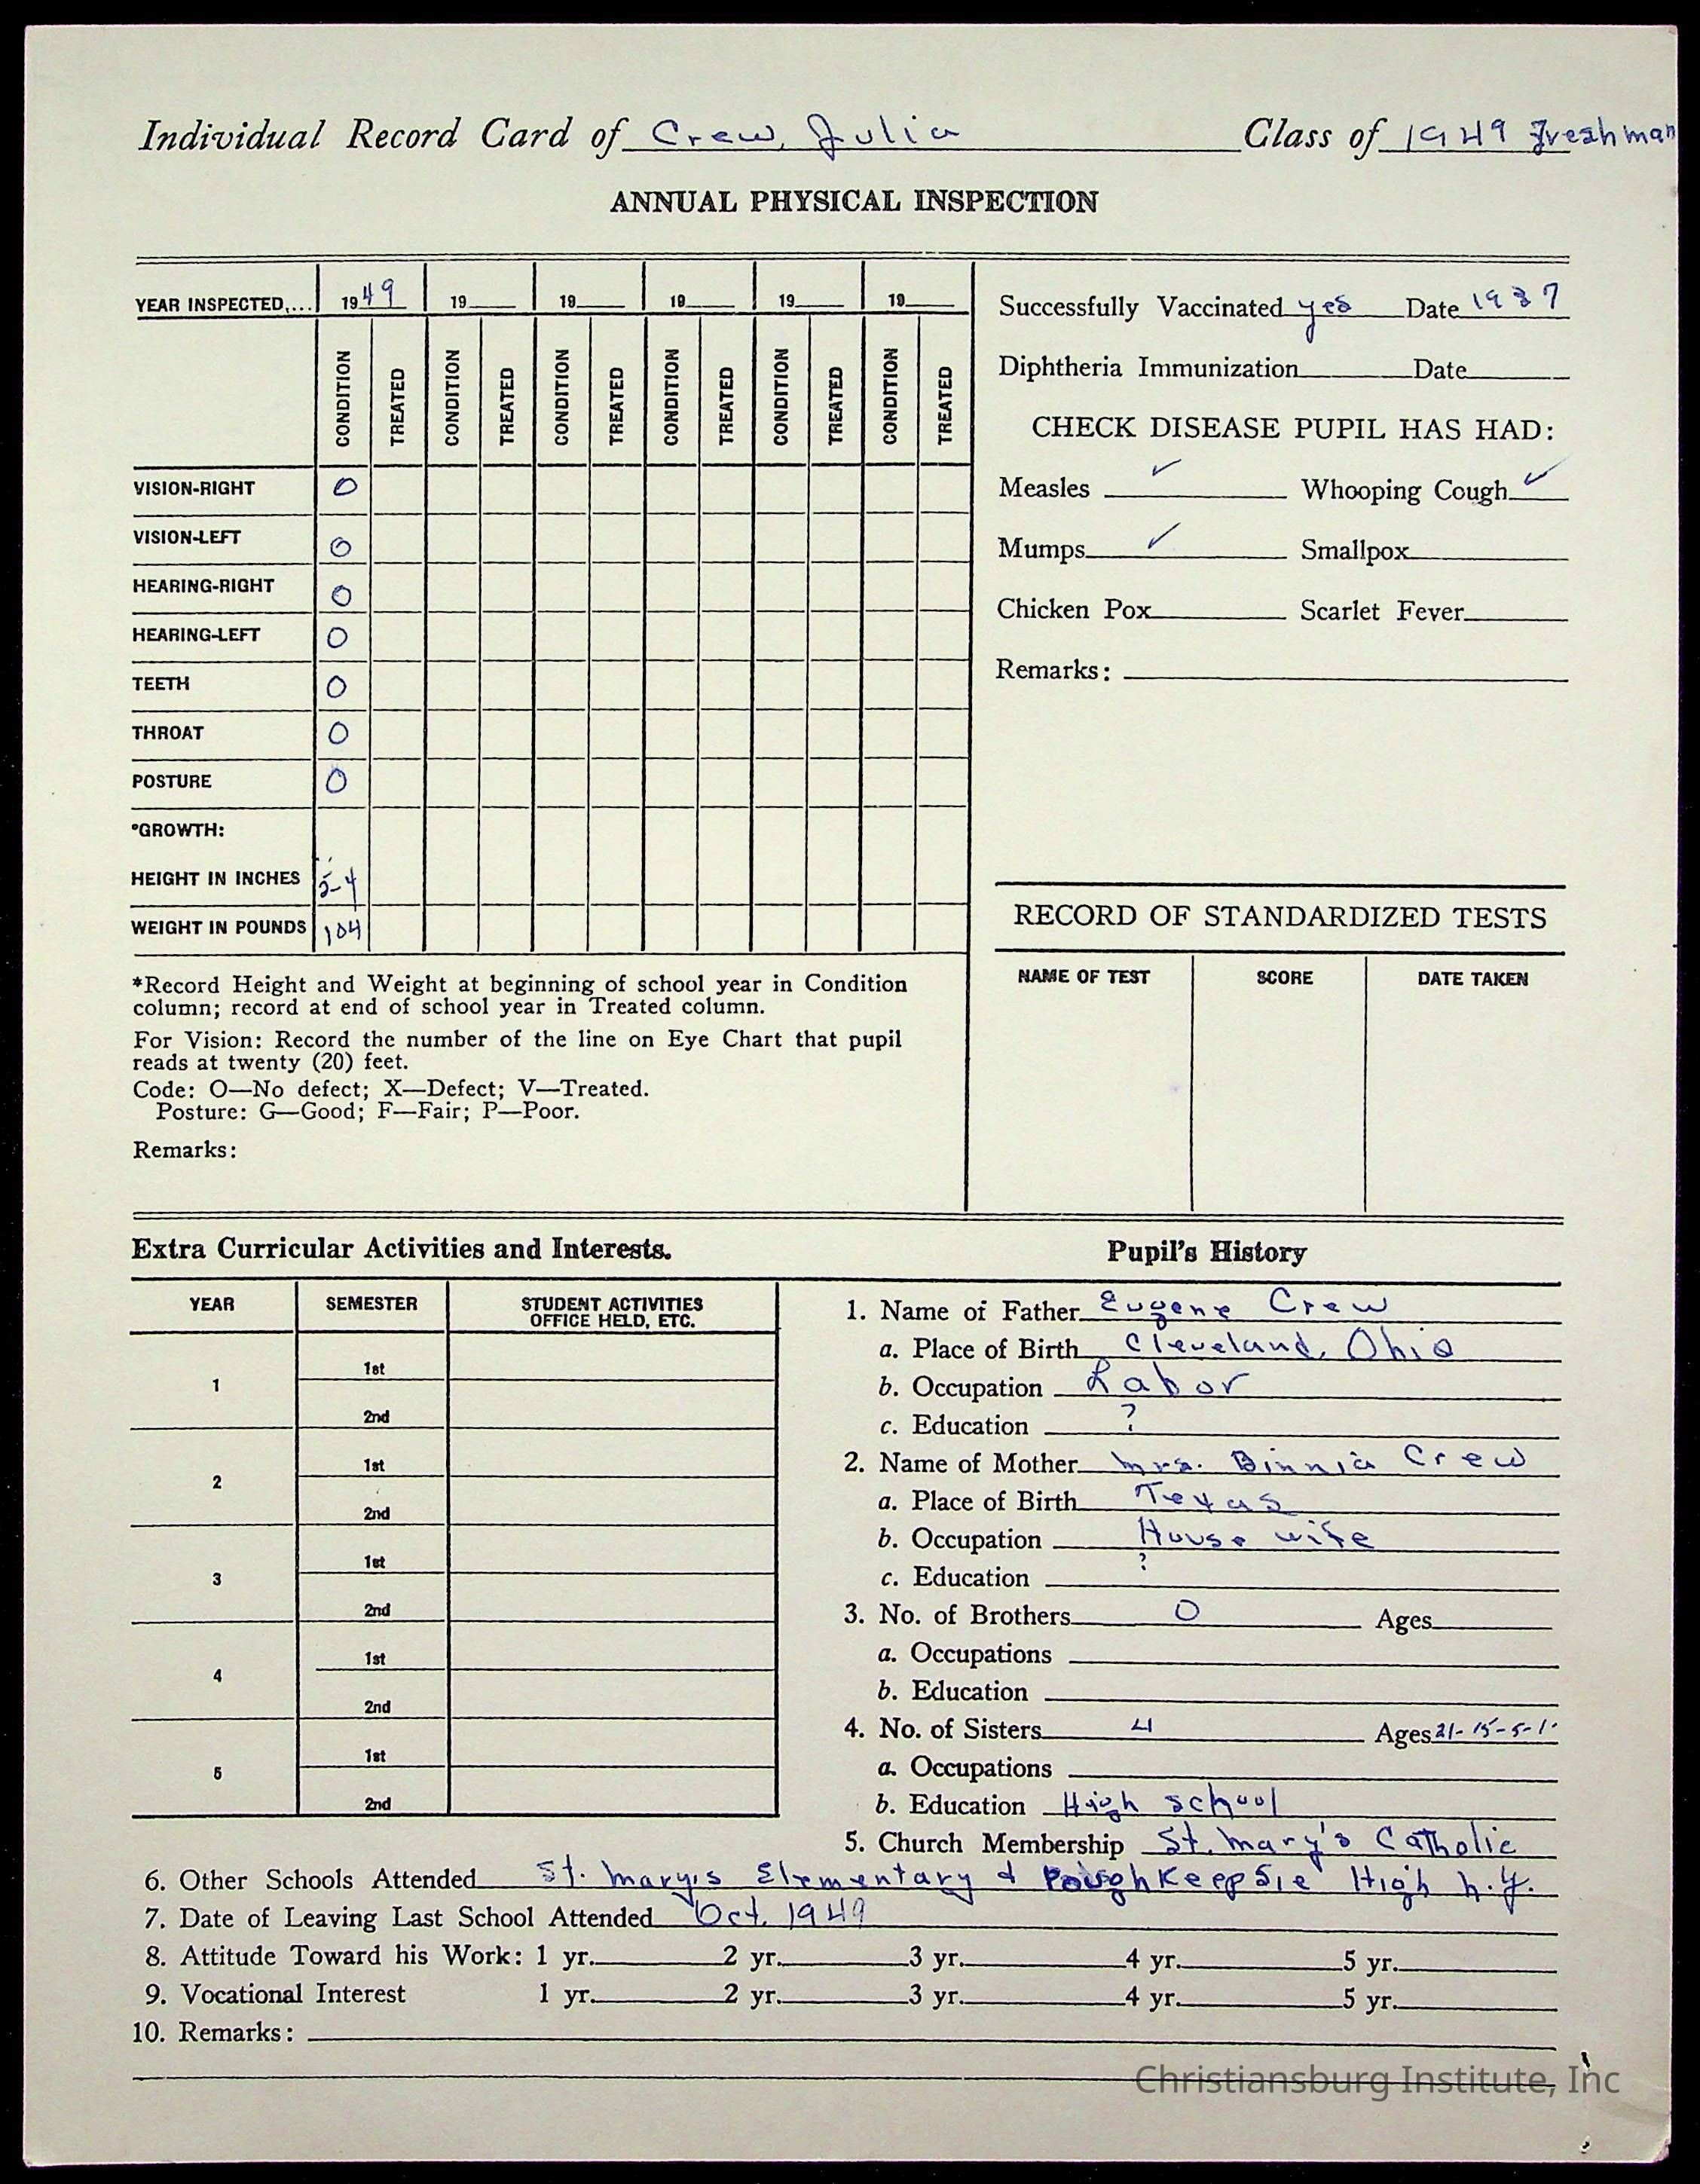 Individual Record Card of Crew, Julia Class of 1949 Freshman
ANNUAL PHYSICAL INSPECTION
YEAR INSPECTED,... 1949 19 19 19 19 19
CONDITION TREATED CONDITION TREATED CONDITION TREATED CONDITION TREATED CONDITION TREATED CONDITION TREATED
VISION-RIGHT O
VISION-LEFT O
HEARING-RIGHT O
HEARING-LEFT O
TEETH O
THROAT O
POSTURE O
*GROWTH:
HEIGHT IN INCHES 5-4
WEIGHT IN POUNDS 104
*Record Height and Weight at beginning of school year in Condition
column; record at end of school year in Treated column.
For Vision: Record the number of the line on Eye Chart that pupil
reads at twenty (20) feet.
Code: O—No defect; X—Defect; V—Treated.
Posture: G—Good; F—Fair; P—Poor.
Remarks:
Successfully Vaccinated yes Date 1937
Diphtheria Immunization Date
CHECK DISEASE PUPIL HAS HAD:
Measles ✓ Whooping Cough ✓
Mumps ✓ Smallpox
Chicken Pox Scarlet Fever
Remarks:
RECORD OF STANDARDIZED TESTS
NAME OF TEST SCORE DATE TAKEN
Extra Curricular Activities and Interests.
YEAR SEMESTER STUDENT ACTIVITIES
OFFICE HELD, ETC.
1 1st
2nd
2 1st
2nd
3 1st
2nd
4 1st
2nd
5 1st
2nd
Pupil's History
1. Name of Father Eugene Crew
a. Place of Birth Cleveland, Ohio
b. Occupation Labor
c. Education ?
2. Name of Mother Mrs. Binnia Crew
a. Place of Birth Texas
b. Occupation House wife
c. Education ?
3. No. of Brothers O Ages
a. Occupations
b. Education
4. No. of Sisters 4 Ages 21-15-5-1
a. Occupations
b. Education High school
5. Church Membership St. Mary's Catholic
6. Other Schools Attended St. Mary's Elementary & Poughkeepsie High N.Y.
7. Date of Leaving Last School Attended Oct. 1949
8. Attitude Toward his Work: 1 yr. 2 yr. 3 yr. 4 yr. 5 yr.
9. Vocational Interest 1 yr. 2 yr. 3 yr. 4 yr. 5 yr.
10. Remarks:
Christiansburg Institute, Inc